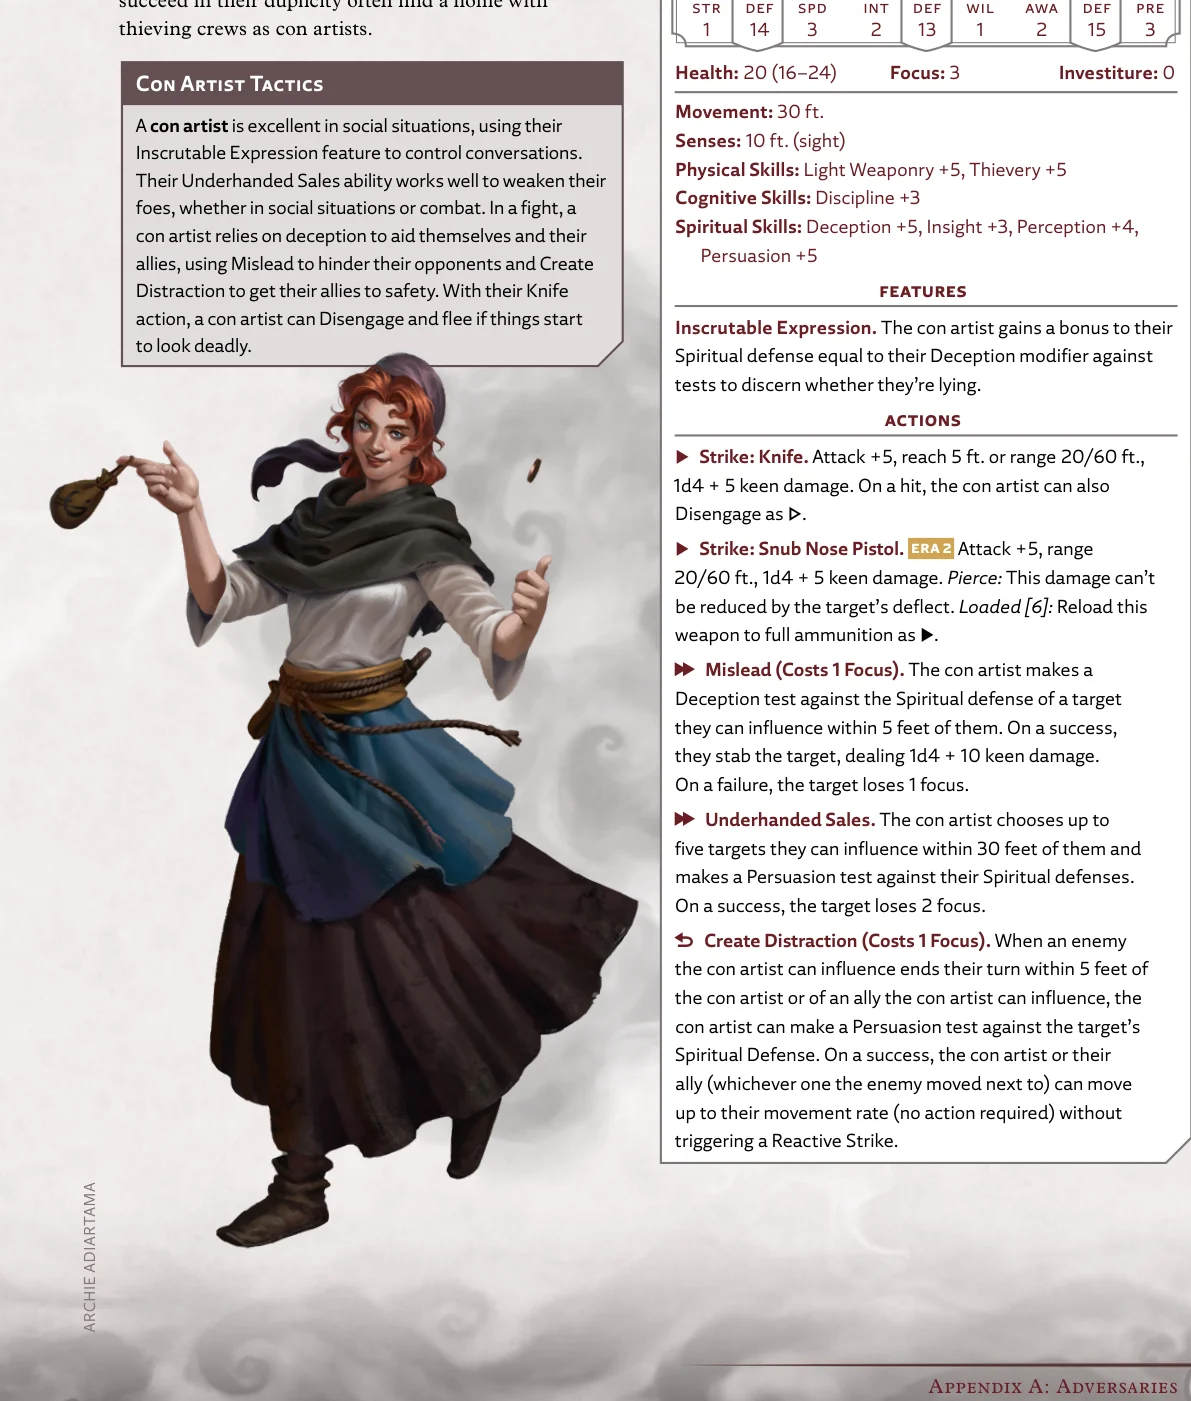 succeed in their duplicity often find a home with
thieving crews as con artists.
Con Artist Tactics
A con artist is excellent in social situations, using their
Inscrutable Expression feature to control conversations.
Their Underhanded Sales ability works well to weaken their
foes, whether in social situations or combat. In a fight, a
con artist relies on deception to aid themselves and their
allies, using Mislead to hinder their opponents and Create
Distraction to get their allies to safety. With their Knife
action, a con artist can Disengage and flee if things start
to look deadly.
ARCHIE ADIARTAMA
STR DEF SPD INT DEF WIL AWA DEF PRE
1 14 3 2 13 1 2 15 3
Health: 20 (16–24) Focus: 3 Investiture: 0
Movement: 30 ft.
Senses: 10 ft. (sight)
Physical Skills: Light Weaponry +5, Thievery +5
Cognitive Skills: Discipline +3
Spiritual Skills: Deception +5, Insight +3, Perception +4,
Persuasion +5
FEATURES
Inscrutable Expression. The con artist gains a bonus to their
Spiritual defense equal to their Deception modifier against
tests to discern whether they’re lying.
ACTIONS
▶ Strike: Knife. Attack +5, reach 5 ft. or range 20/60 ft.,
1d4 + 5 keen damage. On a hit, the con artist can also
Disengage as ▷.
▶ Strike: Snub Nose Pistol. ERA 2 Attack +5, range
20/60 ft., 1d4 + 5 keen damage. Pierce: This damage can’t
be reduced by the target’s deflect. Loaded [6]: Reload this
weapon to full ammunition as ▶.
▶▶ Mislead (Costs 1 Focus). The con artist makes a
Deception test against the Spiritual defense of a target
they can influence within 5 feet of them. On a success,
they stab the target, dealing 1d4 + 10 keen damage.
On a failure, the target loses 1 focus.
▶▶ Underhanded Sales. The con artist chooses up to
five targets they can influence within 30 feet of them and
makes a Persuasion test against their Spiritual defenses.
On a success, the target loses 2 focus.
⮌ Create Distraction (Costs 1 Focus). When an enemy
the con artist can influence ends their turn within 5 feet of
the con artist or of an ally the con artist can influence, the
con artist can make a Persuasion test against the target’s
Spiritual Defense. On a success, the con artist or their
ally (whichever one the enemy moved next to) can move
up to their movement rate (no action required) without
triggering a Reactive Strike.
Appendix A: Adversaries